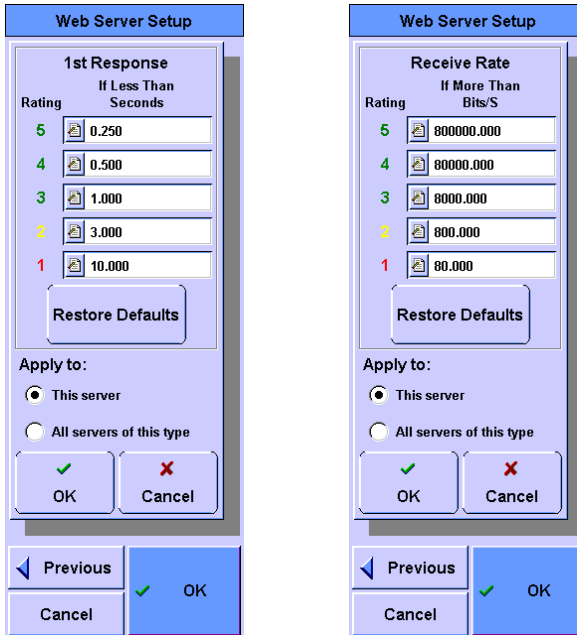 Web Server Setup
1st Response
If Less Than
Rating Seconds
5 0.250
4 0.500
3 1.000
2 3.000
1 10.000
Restore Defaults
Apply to:
This server
All servers of this type
OK Cancel
Previous
OK
Cancel
Web Server Setup
Receive Rate
If More Than
Rating Bits/S
5 800000.000
4 80000.000
3 8000.000
2 800.000
1 80.000
Restore Defaults
Apply to:
This server
All servers of this type
OK Cancel
Previous
OK
Cancel